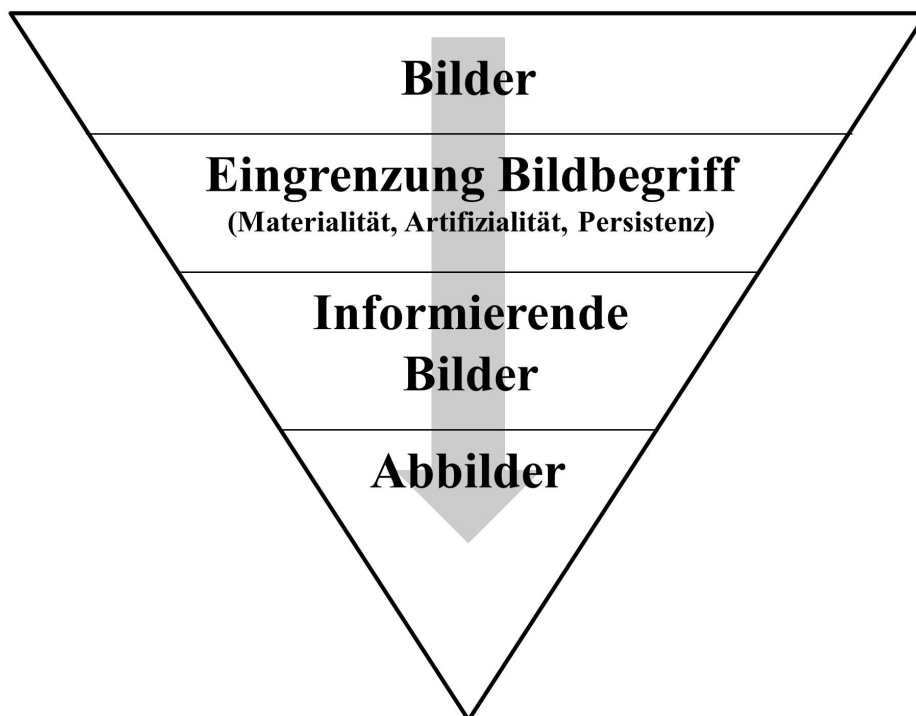 Bilder
Eingrenzung Bildbegriff
(Materialität, Artifizialität, Persistenz)
Informierende
Bilder
Abbilder